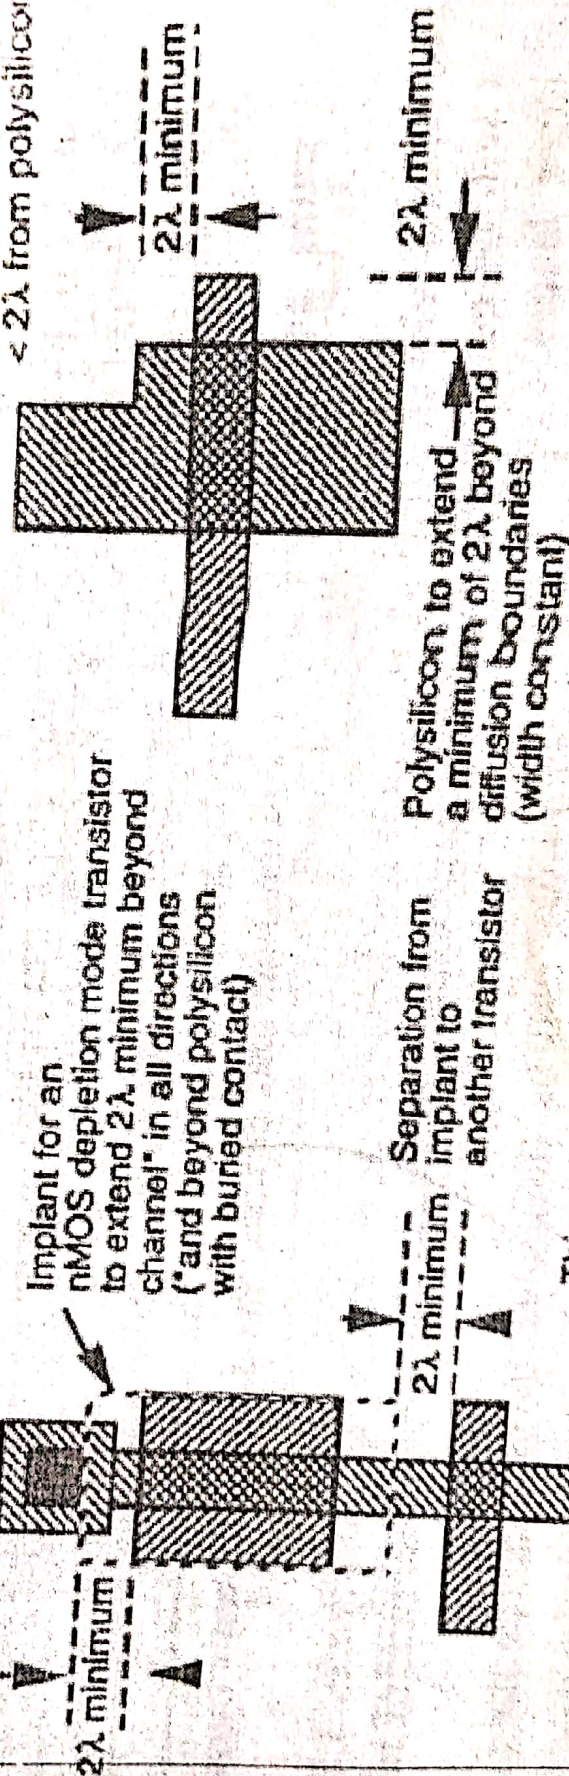 < 2λ from
2λ minimum
2λ minimum
Polysilicon to extend
a minimum of 2λ beyond
diffusion boundaries
(width constant)
Implant for an
nMOS depletion mode transistor
to extend 2λ minimum beyond
channel* in all directions
(*and beyond polysilicon
with buried contact)
2λ minimum
Separation from
implant to
another transistor
2λ minimum